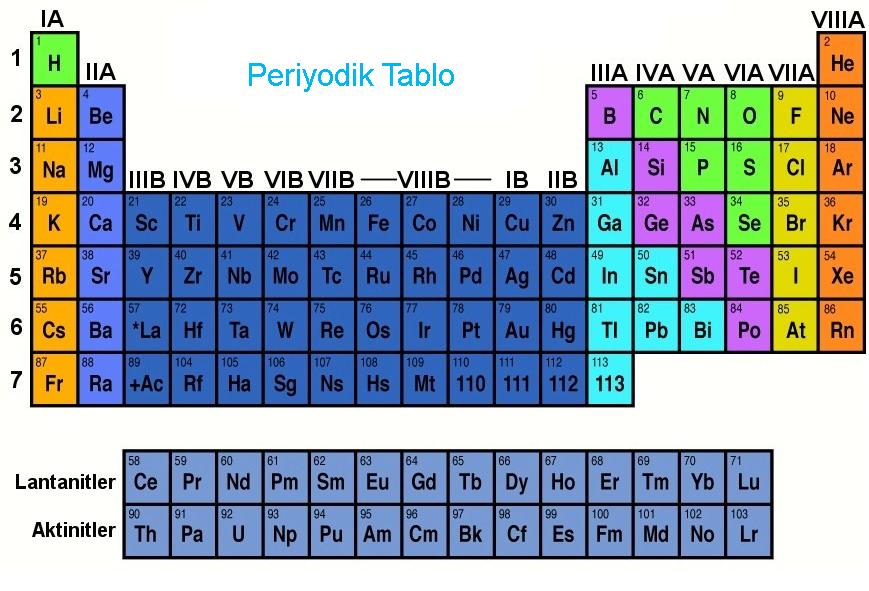 IA VIIIA
1 1 H 2 He
IIA Periyodik Tablo IIIA IVA VA VIA VIIA
2 3 Li 4 Be 5 B 6 C 7 N 8 O 9 F 10 Ne
3 11 Na 12 Mg 13 Al 14 Si 15 P 16 S 17 Cl 18 Ar
IIIB IVB VB VIB VIIB VIIIB IB IIB
4 19 K 20 Ca 21 Sc 22 Ti 23 V 24 Cr 25 Mn 26 Fe 27 Co 28 Ni 29 Cu 30 Zn 31 Ga 32 Ge 33 As 34 Se 35 Br 36 Kr
5 37 Rb 38 Sr 39 Y 40 Zr 41 Nb 42 Mo 43 Tc 44 Ru 45 Rh 46 Pd 47 Ag 48 Cd 49 In 50 Sn 51 Sb 52 Te 53 I 54 Xe
6 55 Cs 56 Ba 57 *La 72 Hf 73 Ta 74 W 75 Re 76 Os 77 Ir 78 Pt 79 Au 80 Hg 81 Tl 82 Pb 83 Bi 84 Po 85 At 86 Rn
7 87 Fr 88 Ra 89 +Ac 104 Rf 105 Ha 106 Sg 107 Ns 108 Hs 109 Mt 110 110 111 111 112 112 113 113
Lantanitler 58 Ce 59 Pr 60 Nd 61 Pm 62 Sm 63 Eu 64 Gd 65 Tb 66 Dy 67 Ho 68 Er 69 Tm 70 Yb 71 Lu
Aktinitler 90 Th 91 Pa 92 U 93 Np 94 Pu 95 Am 96 Cm 97 Bk 98 Cf 99 Es 100 Fm 101 Md 102 No 103 Lr